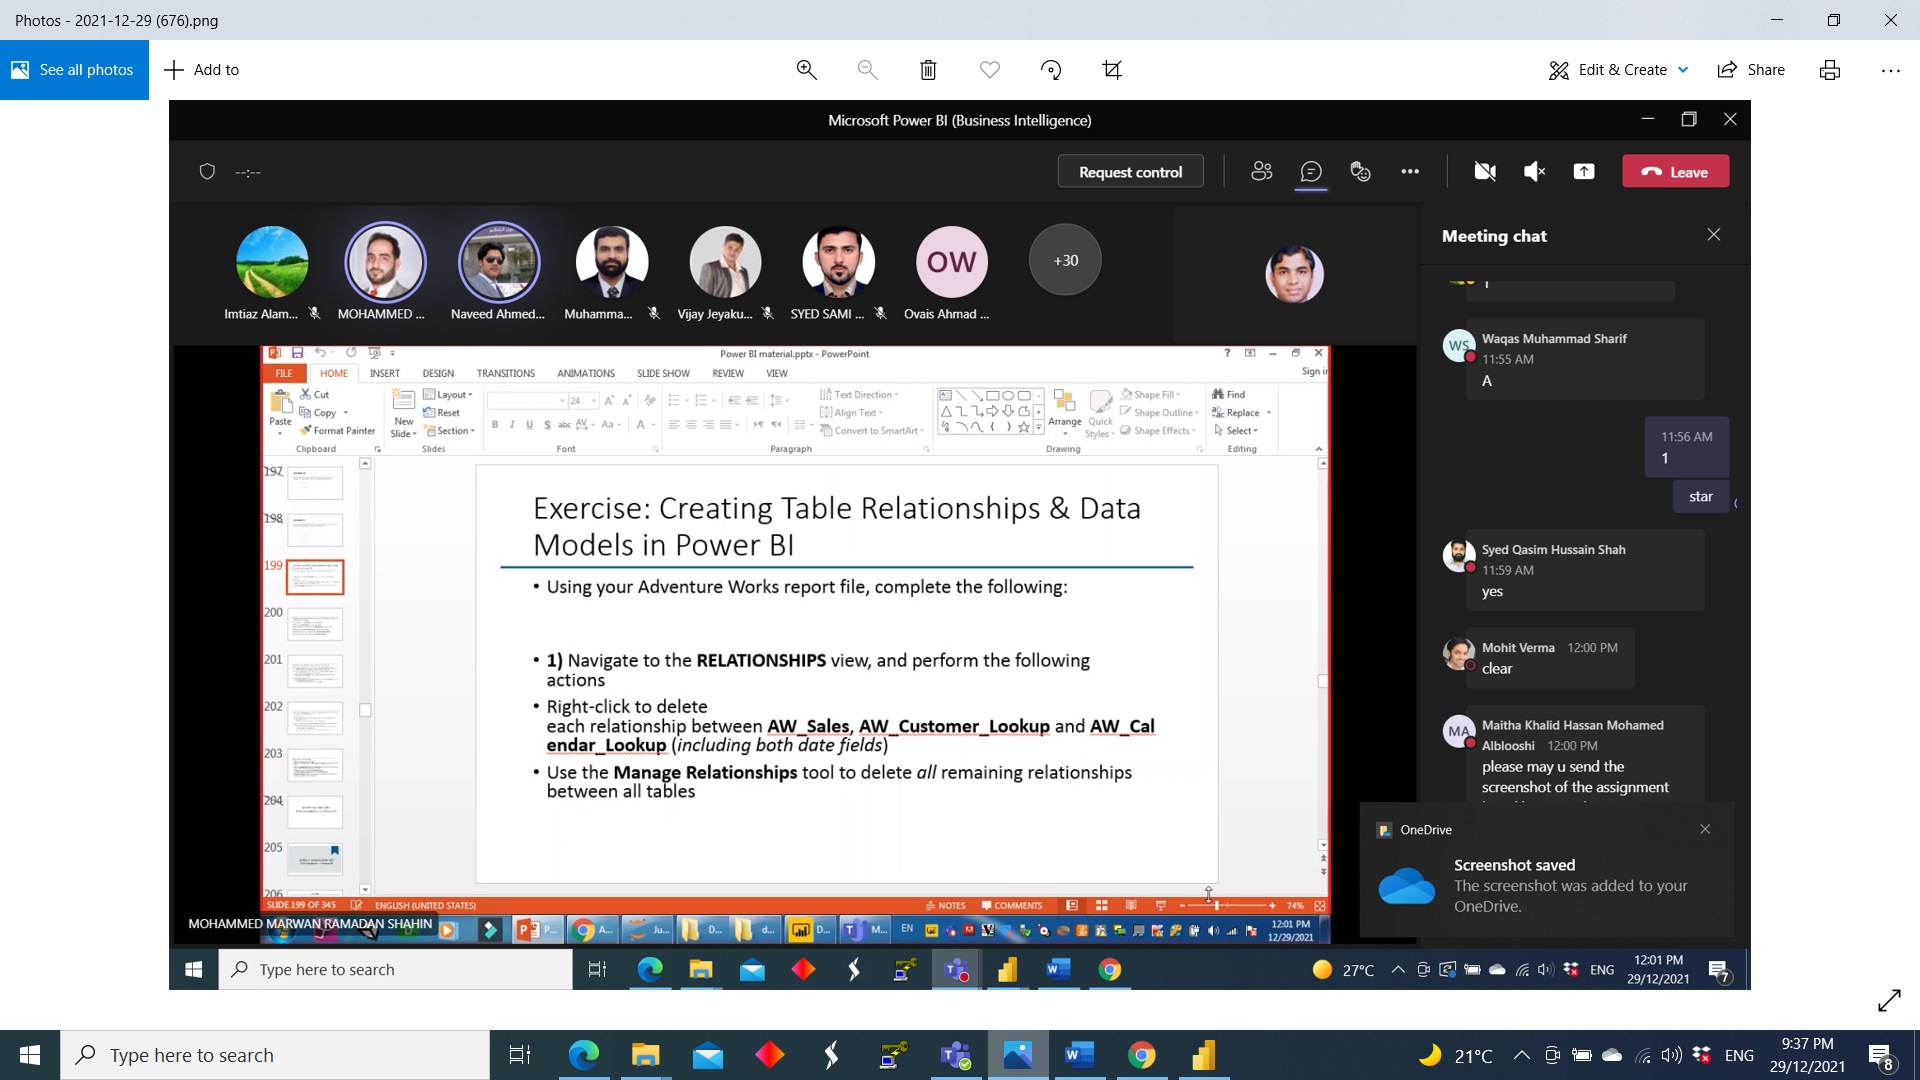 Photos - 2021-12-29 (676).png
See all photos
Add to
Edit & Create
Share
Microsoft Power BI (Business Intelligence)
--:--
Request control
Leave
Imtiaz Alam...
MOHAMMED ...
Naveed Ahmed...
Muhamma...
Vijay Jeyaku...
SYED SAMI ...
OW
Ovais Ahmad ...
+30
Meeting chat
1
WS
Waqas Muhammad Sharif
11:55 AM
A
11:56 AM
1
star
Syed Qasim Hussain Shah
11:59 AM
yes
Mohit Verma 12:00 PM
clear
MA
Maitha Khalid Hassan Mohamed
Alblooshi 12:00 PM
please may u send the
screenshot of the assignment
OneDrive
Screenshot saved
The screenshot was added to your
OneDrive.
Power BI material.pptx - PowerPoint
FILE HOME INSERT DESIGN TRANSITIONS ANIMATIONS SLIDE SHOW REVIEW VIEW
Sign in
Paste
Cut
Copy
Format Painter
Clipboard
New
Slide
Layout
Reset
Section
Slides
24
Font
Text Direction
Align Text
Convert to SmartArt
Paragraph
Arrange
Quick
Styles
Shape Fill
Shape Outline
Shape Effects
Drawing
Find
Replace
Select
Editing
197
198
199
200
201
202
203
204
205
206
Exercise: Creating Table Relationships & Data
Models in Power BI
• Using your Adventure Works report file, complete the following:
• 1) Navigate to the RELATIONSHIPS view, and perform the following
actions
• Right-click to delete
each relationship between AW_Sales, AW_Customer_Lookup and AW_Cal
endar_Lookup (including both date fields)
• Use the Manage Relationships tool to delete all remaining relationships
between all tables
SLIDE 199 OF 345
ENGLISH (UNITED STATES)
NOTES
COMMENTS
74%
MOHAMMED MARWAN RAMADAN SHAHIN
P...
A...
Ju...
D...
d...
D...
M...
EN
12:01 PM
12/29/2021
Type here to search
27°C
ENG
12:01 PM
29/12/2021
7
Type here to search
21°C
ENG
9:37 PM
29/12/2021
8